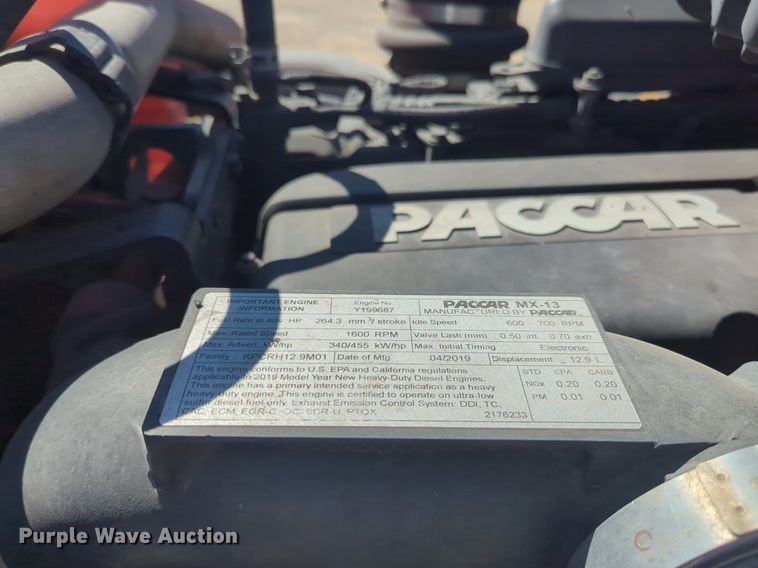 PACCAR
IMPORTANT ENGINE INFORMATION Engine No. Y199687 PACCAR MX-13 MANUFACTURED BY PACCAR
Fuel Rate at Adv. HP 264.3 mm³/stroke Idle Speed 600 - 700 RPM
Max. Rated Speed 1600 RPM Valve Lash (mm) 0.50 int 0.70 exh
Max. Advert. kW/hp 340/455 kW/hp Max. Initial Timing Electronic
Family KPCRH12.9M01 Date of Mfg. 04/2019 Displacement 12.9 L
This engine conforms to U.S. EPA and California regulations STD EPA CARB
applicable to 2019 Model Year New Heavy-Duty Diesel Engines.
This engine has a primary intended service application as a heavy NOx 0.20 0.20
heavy duty engine. This engine is certified to operate on ultra-low
sulfur diesel fuel only. Exhaust Emission Control System: DDI, TC, PM 0.01 0.01
CAC, ECM, EGR-C, OC, SCR-U, PTOX 2176233
Purple Wave Auction